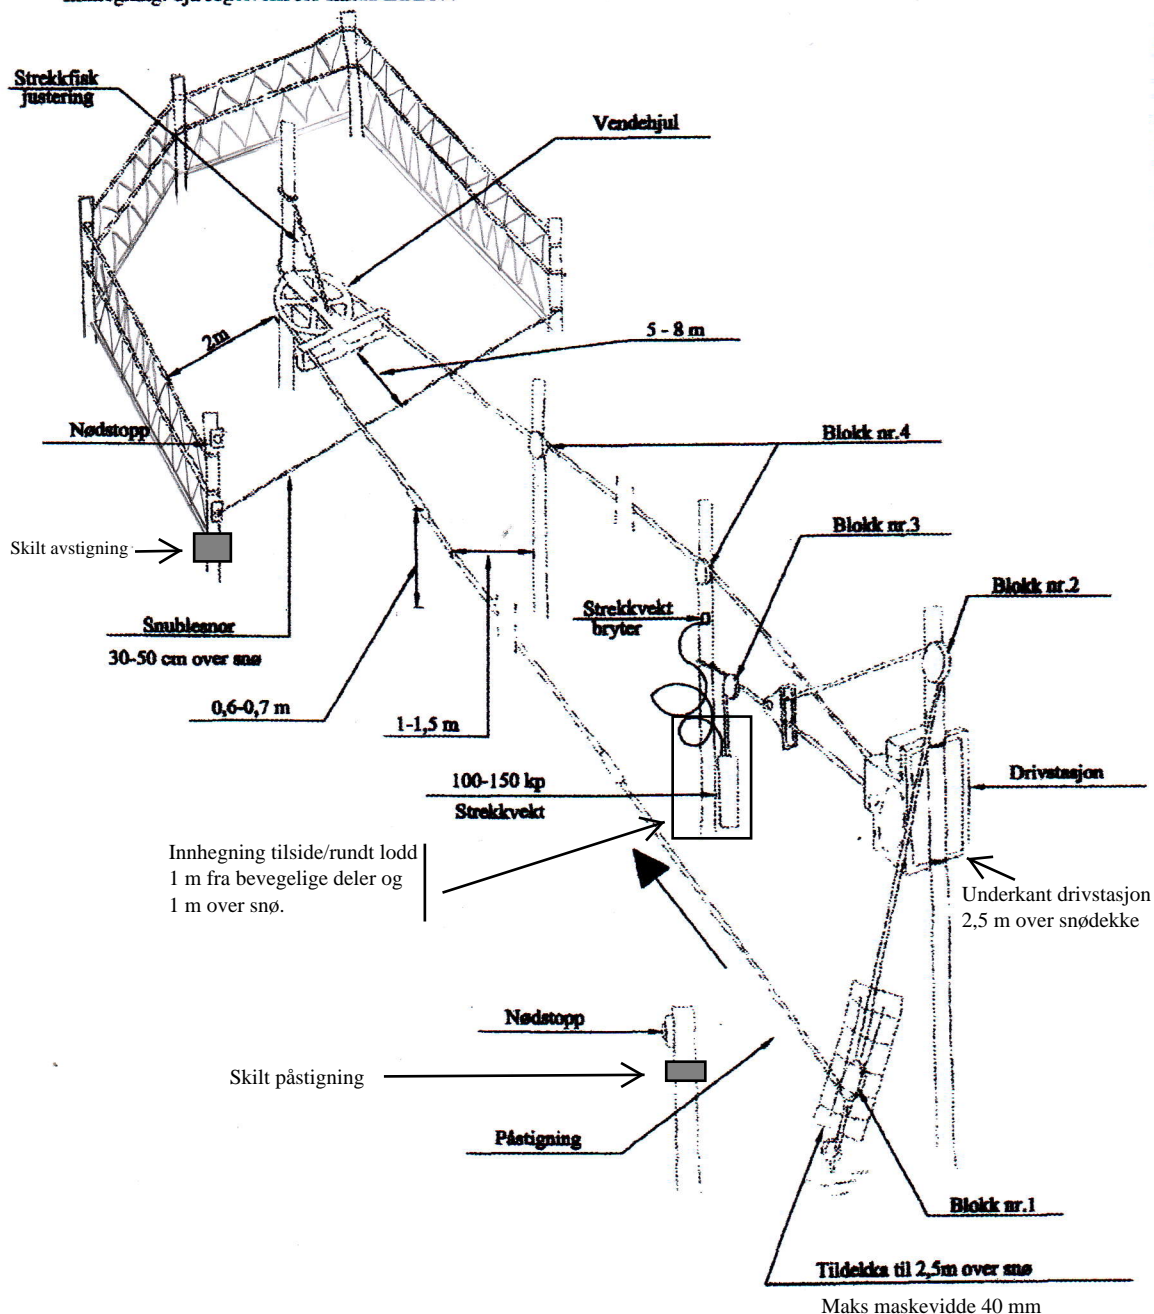 Strekkfisk
justering
Vendehjul
2m
5 - 8 m
Nødstopp
Blokk nr.4
Skilt avstigning
Blokk nr.3
Blokk nr.2
Snublesnor
30-50 cm over snø
Strekkvekt
bryter
0,6-0,7 m
1-1,5 m
100-150 kp
Strekkvekt
Drivstasjon
Innhegning tilside/rundt lodd
1 m fra bevegelige deler og
1 m over snø.
Underkant drivstasjon
2,5 m over snødekke
Nødstopp
Skilt påstigning
Påstigning
Blokk nr.1
Tildekka til 2,5m over snø
Maks maskevidde 40 mm